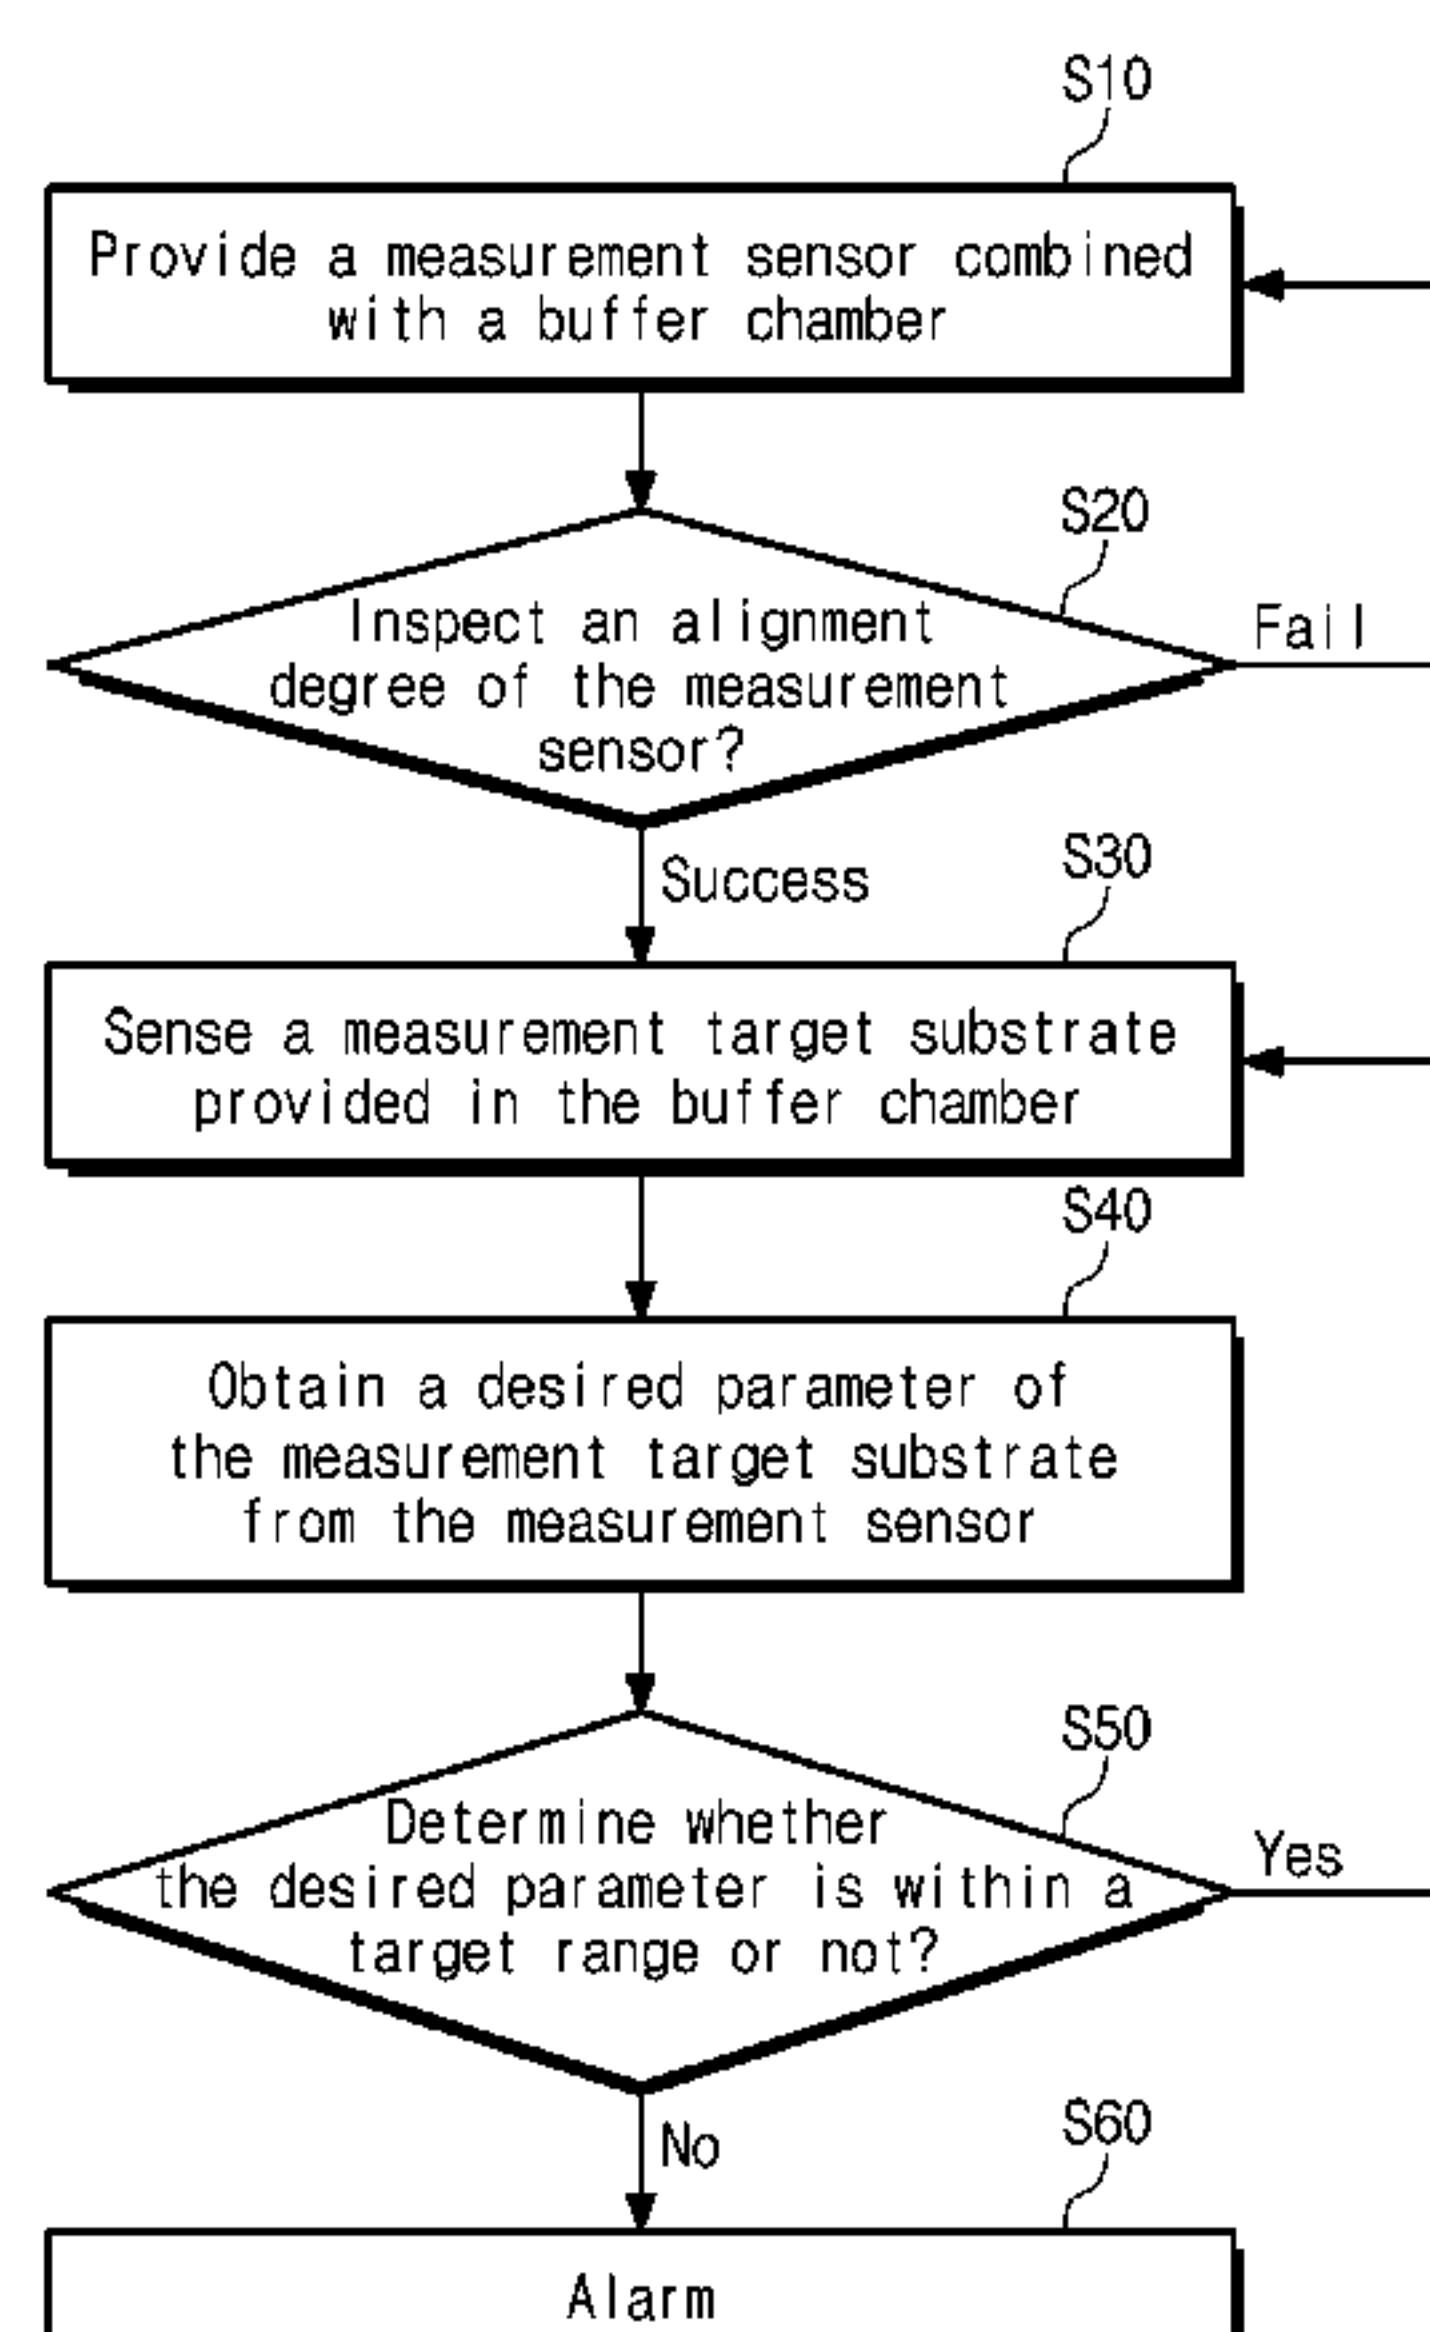 S10
Provide a measurement sensor combined
with a buffer chamber
S20
Inspect an alignment
degree of the measurement
sensor?
Fail
Success
S30
Sense a measurement target substrate
provided in the buffer chamber
S40
Obtain a desired parameter of
the measurement target substrate
from the measurement sensor
S50
Determine whether
the desired parameter is within a
target range or not?
Yes
No
S60
Alarm